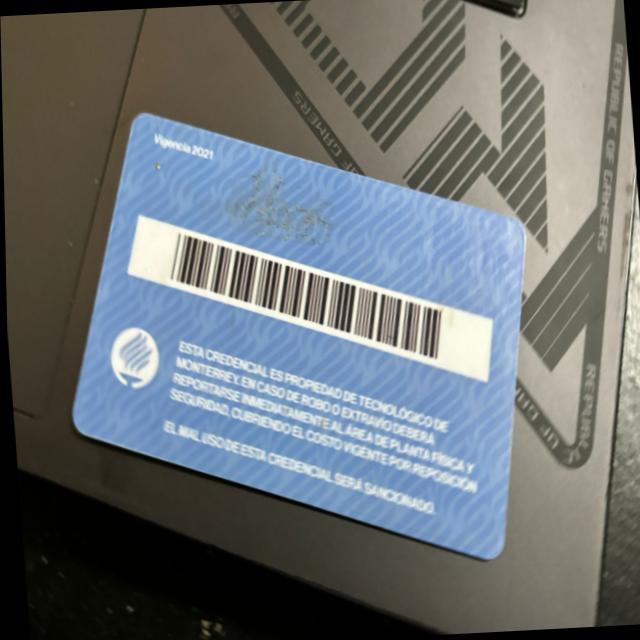 Vigencia 2021
ESTA CREDENCIAL ES PROPIEDAD DE TECNOLÓGICO DE
MONTERREY. EN CASO DE ROBO O EXTRAVÍO DEBERÁ
REPORTARSE INMEDIATAMENTE AL ÁREA DE PLANTA FÍSICA Y
SEGURIDAD, CUBRIENDO EL COSTO VIGENTE POR REPOSICIÓN
EL MAL USO DE ESTA CREDENCIAL SERÁ SANCIONADO.
OF GAMERS
REPUBLIC OF GAMERS